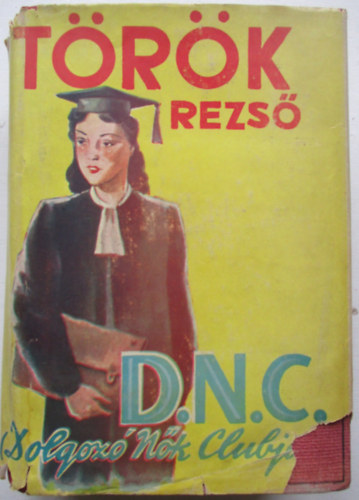 TÖRÖK
REZSŐ
D.N.C.
(Dolgozó Nők Clubja